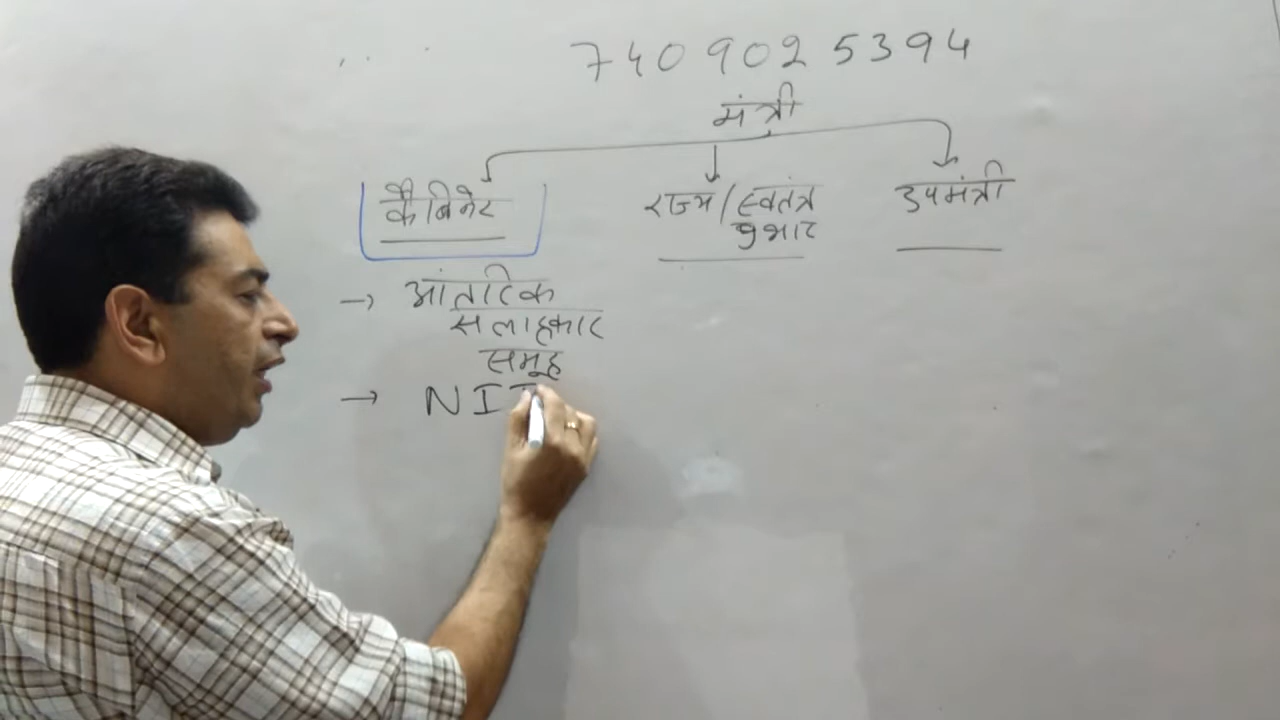 7409025394
मंत्री
कैबिनेट राज्य/स्वतंत्र उपमंत्री
प्रभार
→ आंतरिक
सलाहकार
समूह
→ NIT